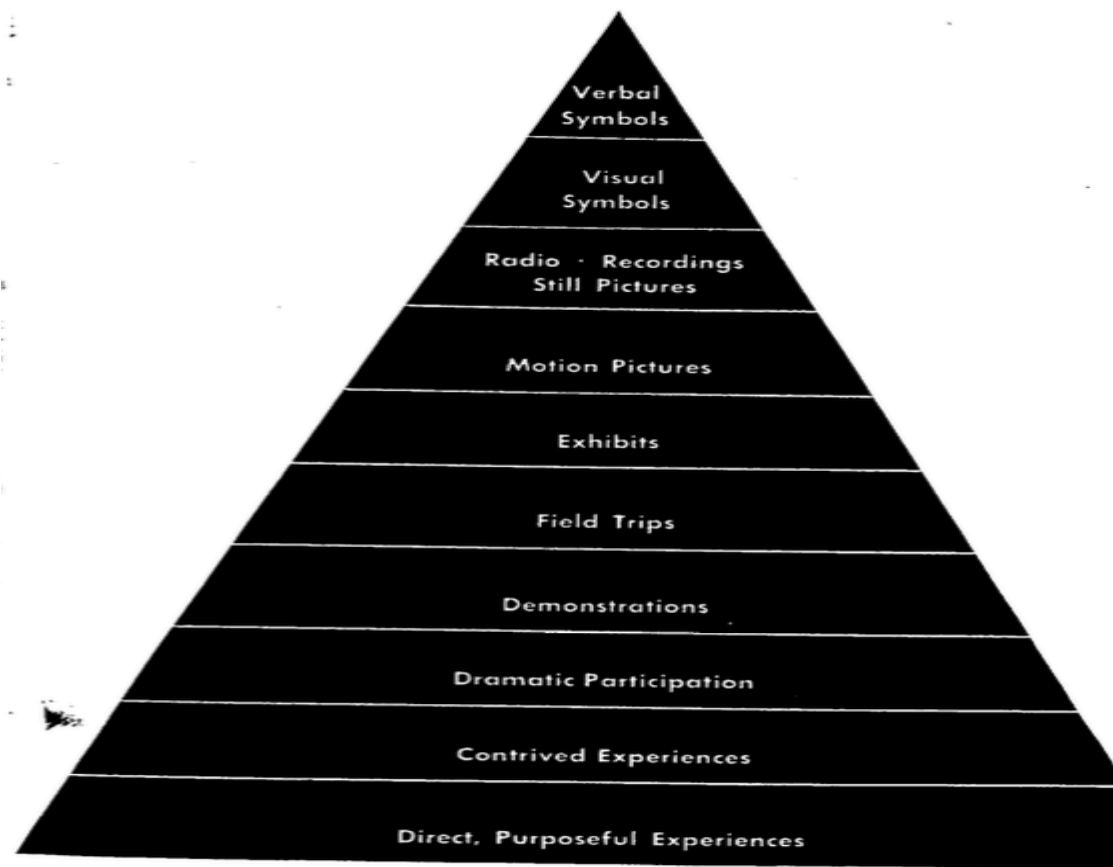 Verbal
Symbols
Visual
Symbols
Radio · Recordings
Still Pictures
Motion Pictures
Exhibits
Field Trips
Demonstrations
Dramatic Participation
Contrived Experiences
Direct, Purposeful Experiences